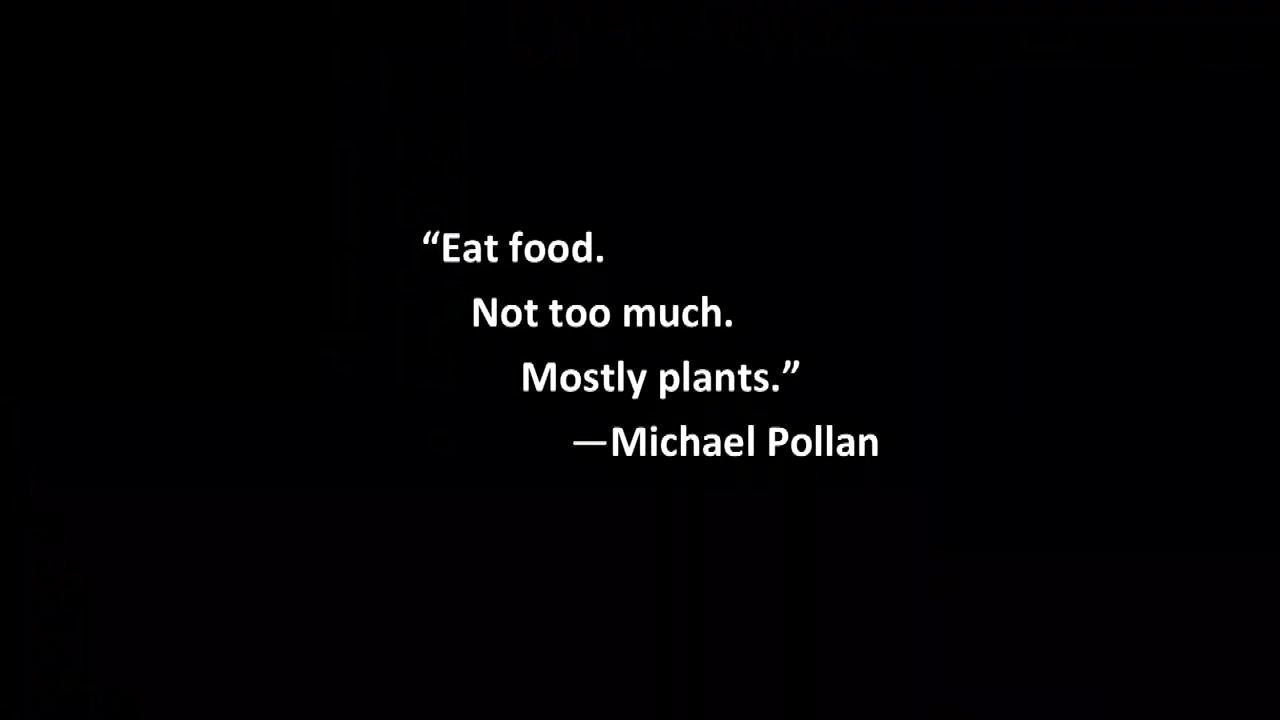 “Eat food.
Not too much.
Mostly plants.”
—Michael Pollan